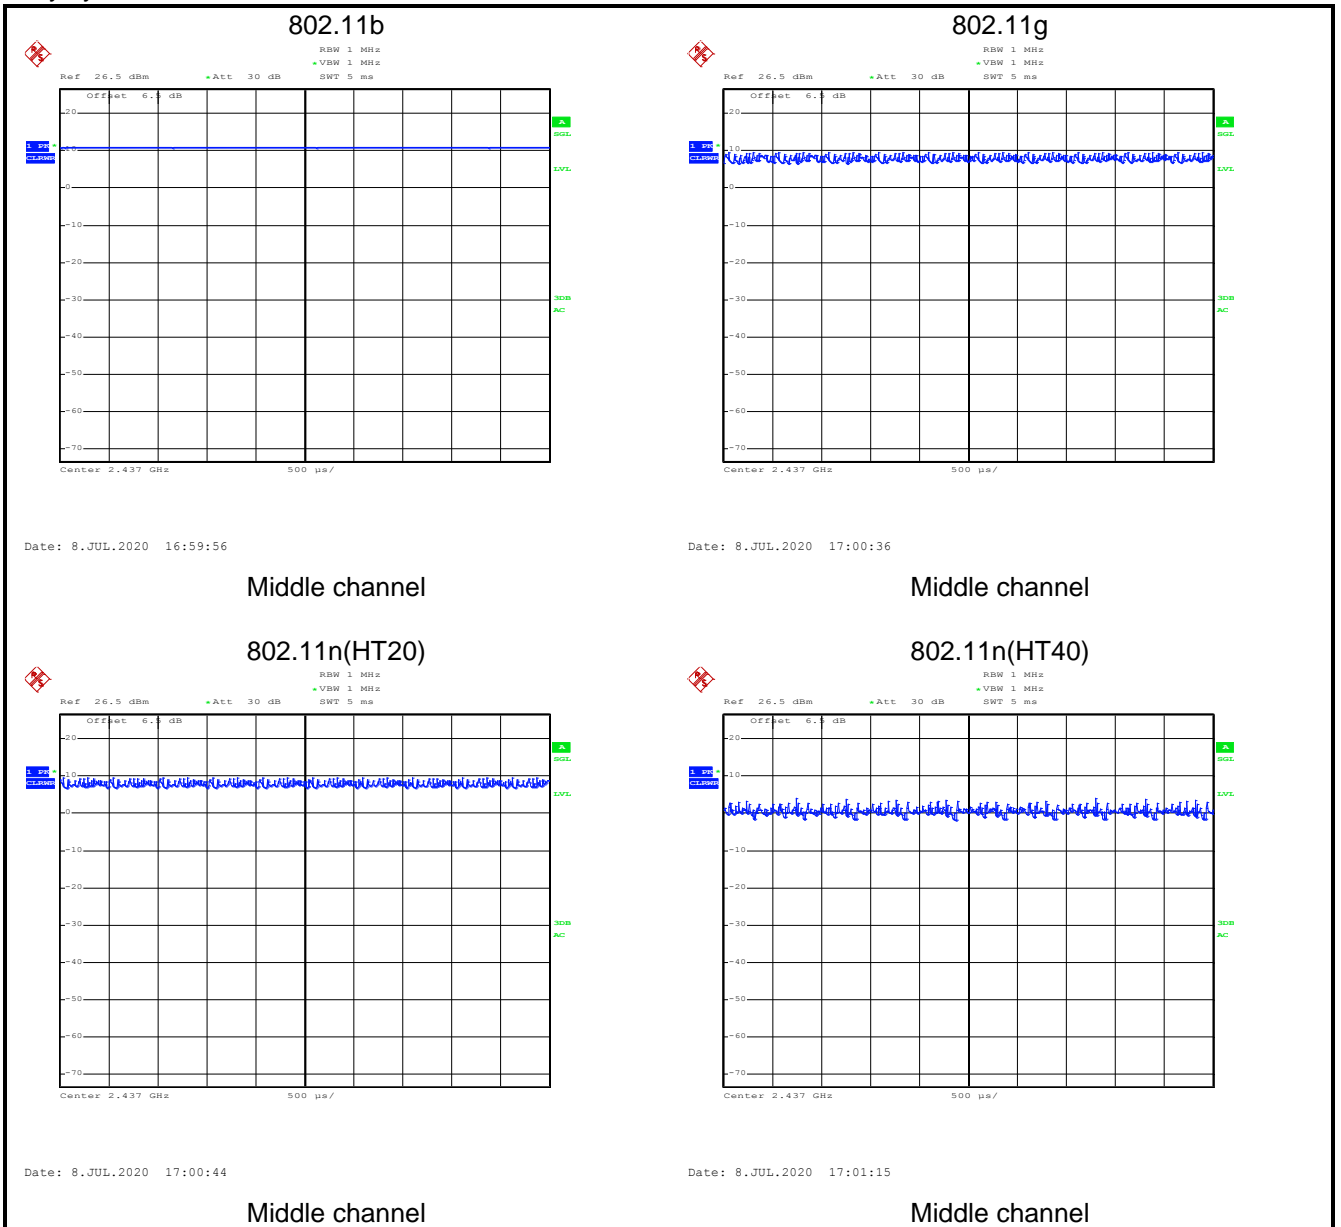 802.11b
RBW 1 MHz
*VBW 1 MHz
Ref 26.5 dBm *Att 30 dB SWT 5 ms
Offset 6.5 dB
20
10
0
-10
-20
-30
-40
-50
-60
-70
1 PK *
CLRWR
A
SGL
LVL
3DB
AC
Center 2.437 GHz 500 µs/
Date: 8.JUL.2020 16:59:56
Middle channel
802.11g
RBW 1 MHz
*VBW 1 MHz
Ref 26.5 dBm *Att 30 dB SWT 5 ms
Offset 6.5 dB
20
10
0
-10
-20
-30
-40
-50
-60
-70
1 PK *
CLRWR
A
SGL
LVL
3DB
AC
Center 2.437 GHz 500 µs/
Date: 8.JUL.2020 17:00:36
Middle channel
802.11n(HT20)
RBW 1 MHz
*VBW 1 MHz
Ref 26.5 dBm *Att 30 dB SWT 5 ms
Offset 6.5 dB
20
10
0
-10
-20
-30
-40
-50
-60
-70
1 PK *
CLRWR
A
SGL
LVL
3DB
AC
Center 2.437 GHz 500 µs/
Date: 8.JUL.2020 17:00:44
Middle channel
802.11n(HT40)
RBW 1 MHz
*VBW 1 MHz
Ref 26.5 dBm *Att 30 dB SWT 5 ms
Offset 6.5 dB
20
10
0
-10
-20
-30
-40
-50
-60
-70
1 PK *
CLRWR
A
SGL
LVL
3DB
AC
Center 2.437 GHz 500 µs/
Date: 8.JUL.2020 17:01:15
Middle channel